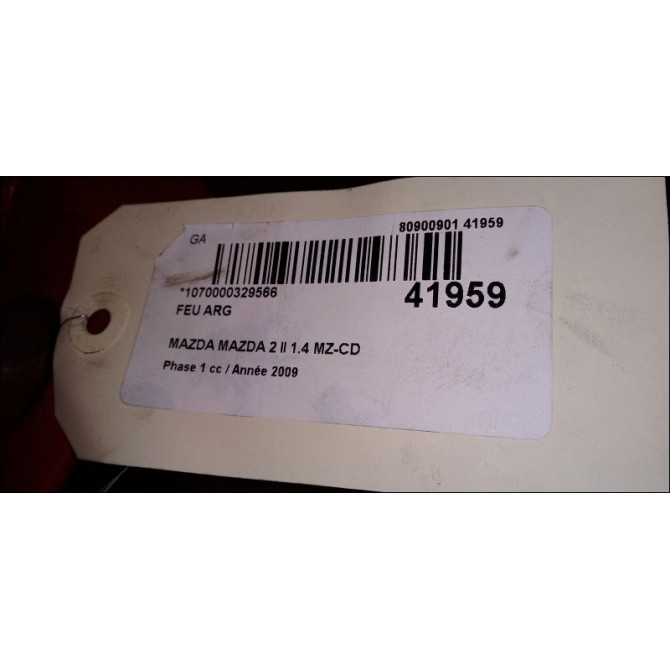 GA
80900901 41959
*1070000329566
41959
FEU ARG
MAZDA MAZDA 2 II 1.4 MZ-CD
Phase 1 cc / Année 2009